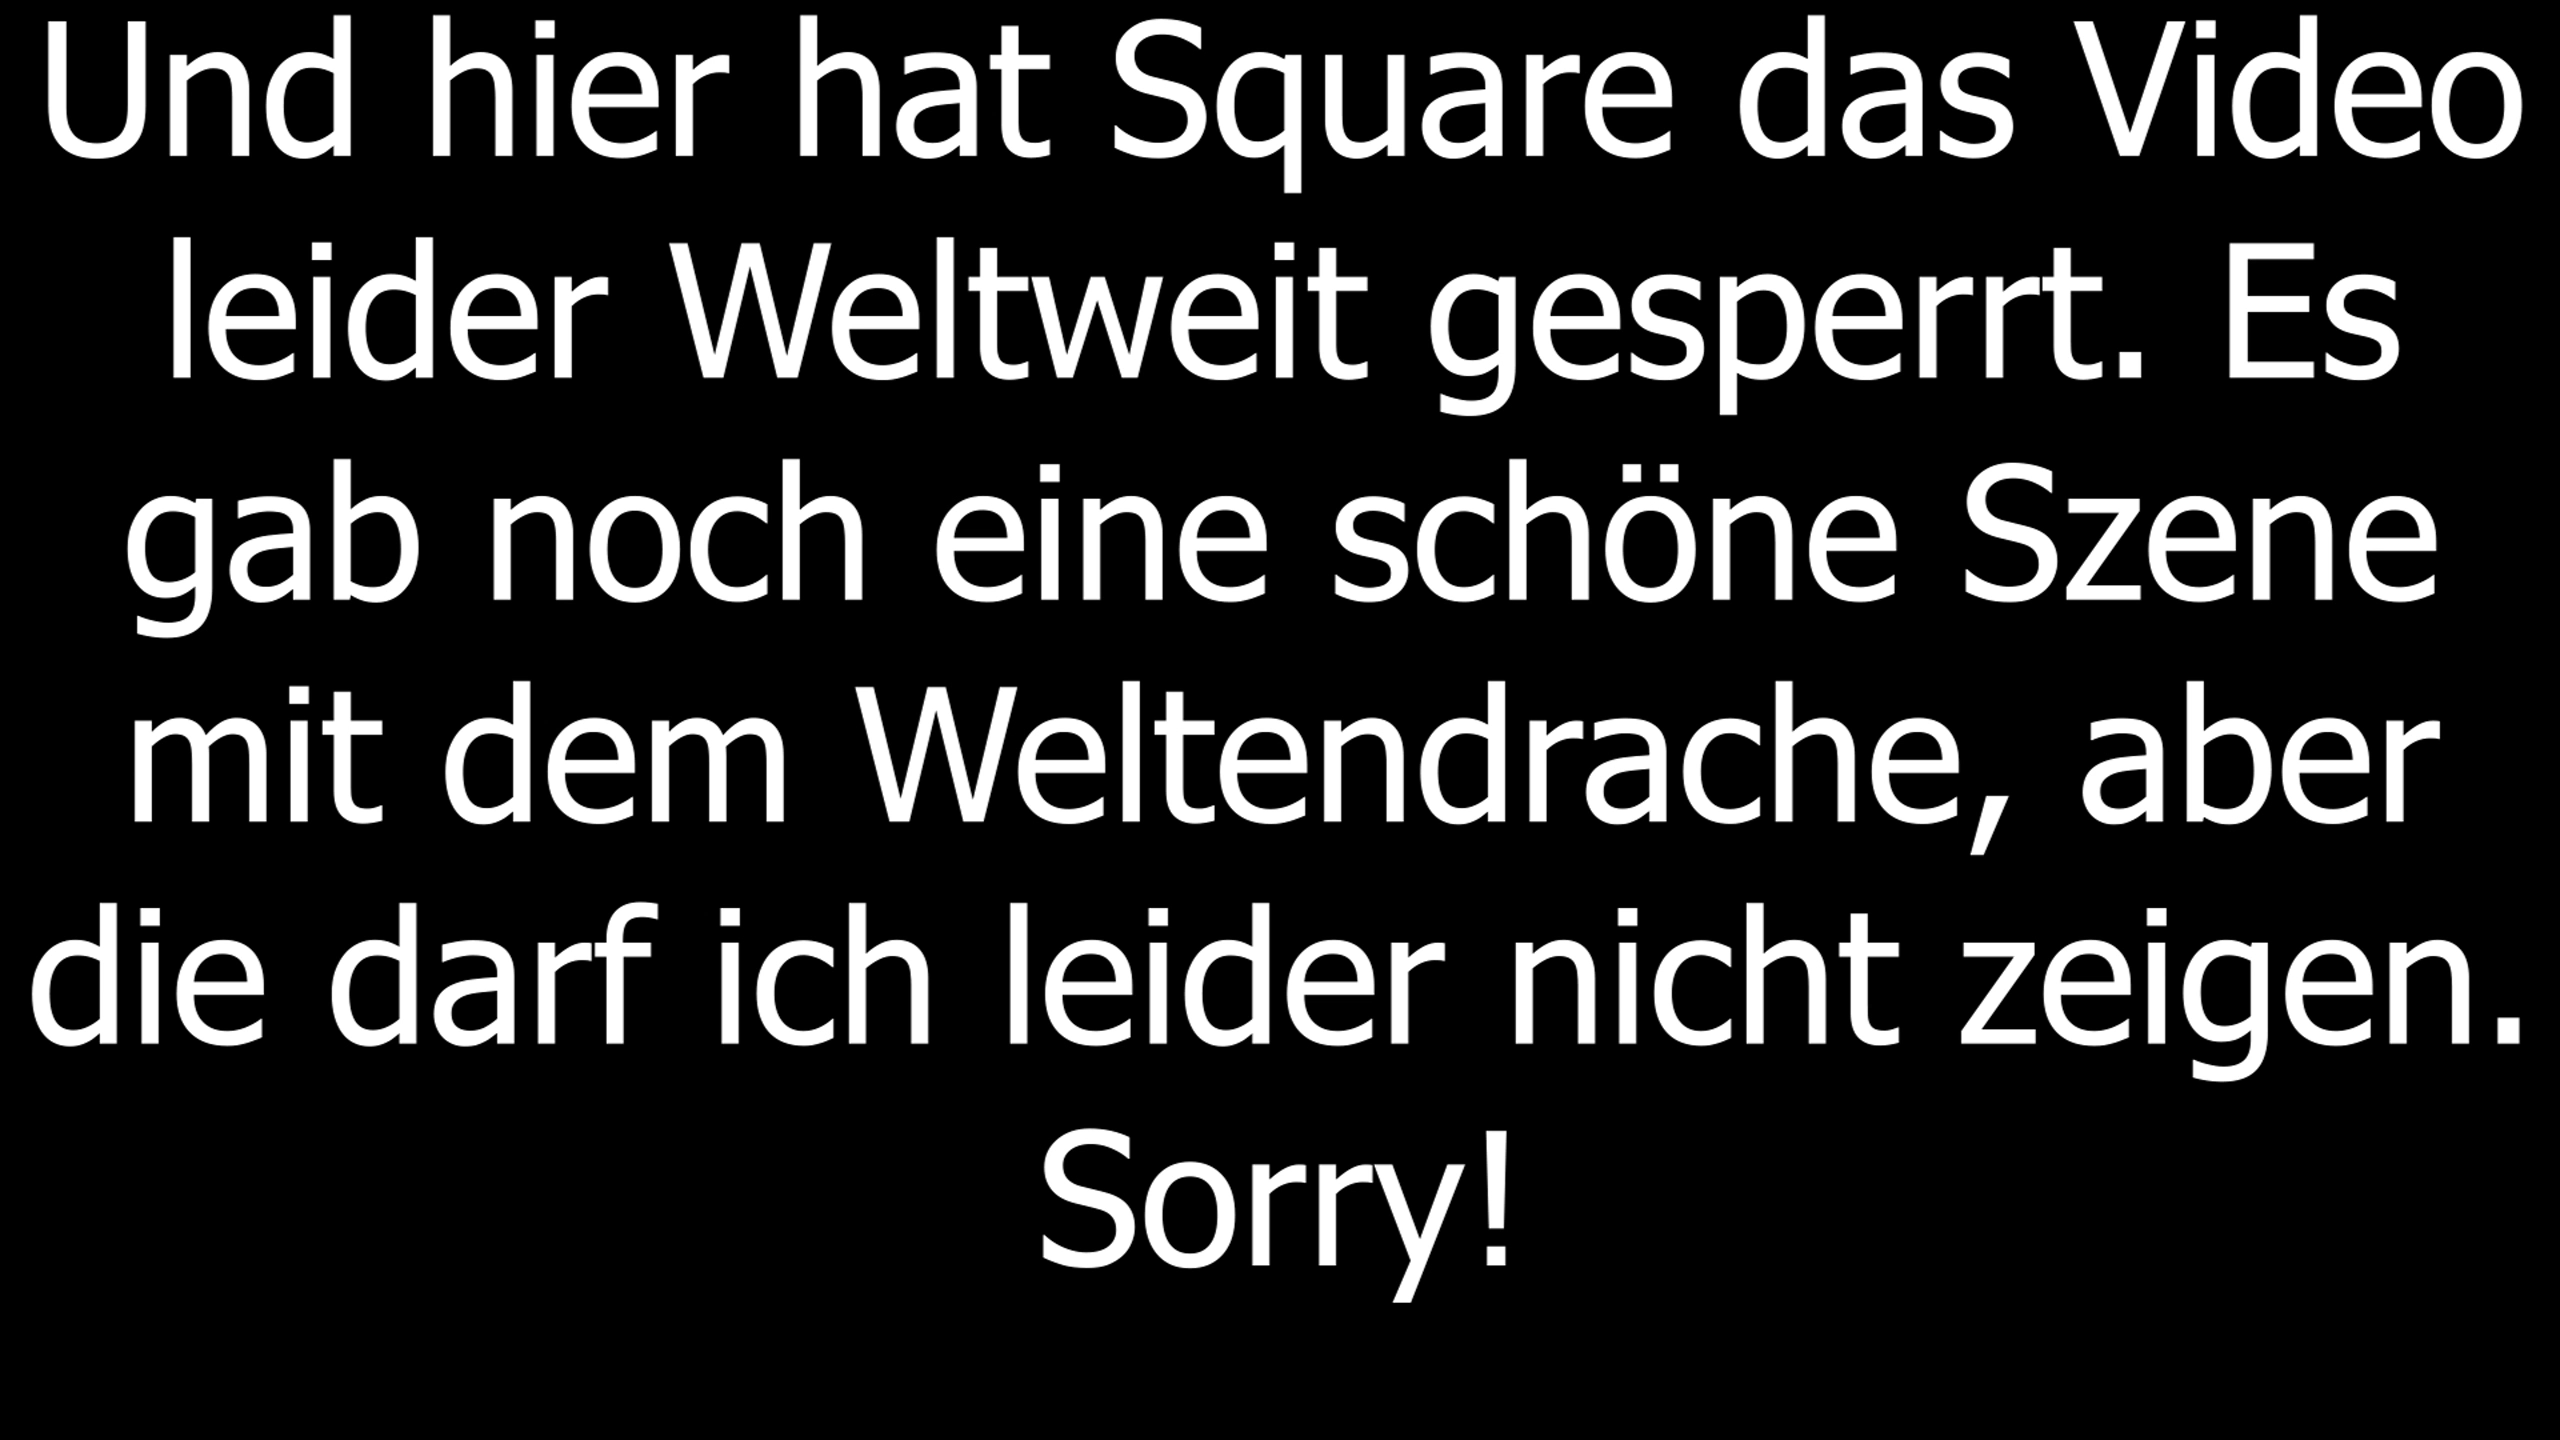 Und hier hat Square das Video
leider Weltweit gesperrt. Es
gab noch eine schöne Szene
mit dem Weltendrache, aber
die darf ich leider nicht zeigen.
Sorry!